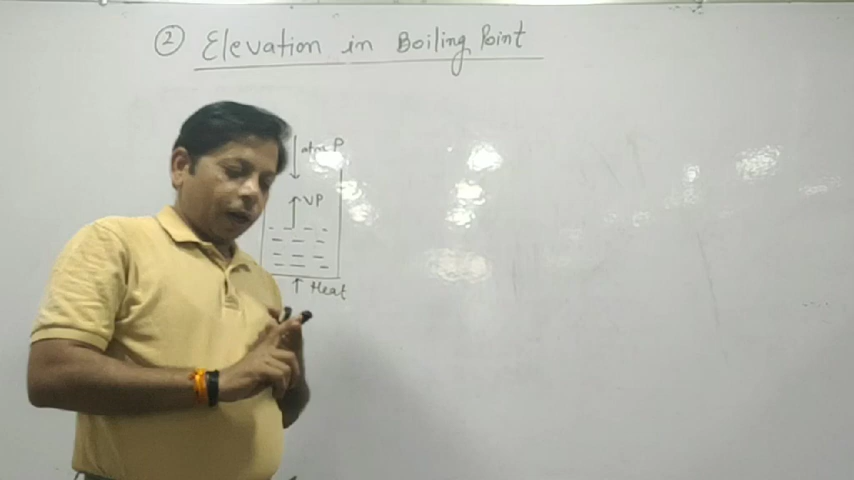 ② Elevation in Boiling Point
atm P
VP
Heat